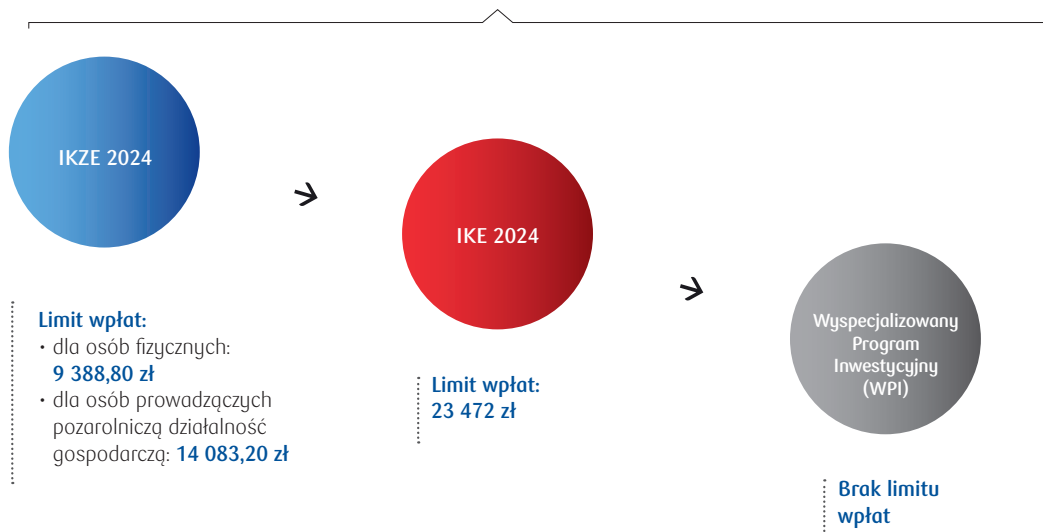 IKZE 2024
Limit wpłat:
• dla osób fizycznych:
9 388,80 zł
• dla osób prowadzących
pozarolniczą działalność
gospodarczą: 14 083,20 zł
IKE 2024
Limit wpłat:
23 472 zł
Wyspecjalizowany
Program
Inwestycyjny
(WPI)
Brak limitu
wpłat